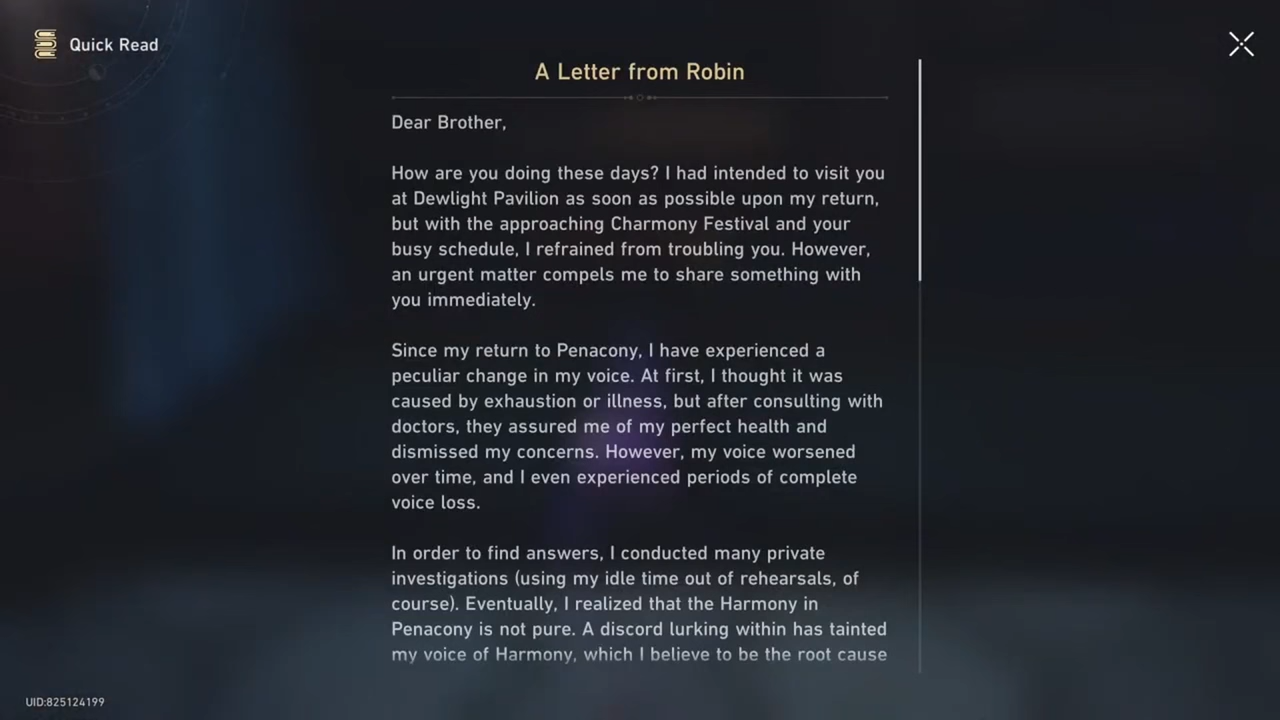 Quick Read
A Letter from Robin
Dear Brother,
How are you doing these days? I had intended to visit you
at Dewlight Pavilion as soon as possible upon my return,
but with the approaching Charmony Festival and your
busy schedule, I refrained from troubling you. However,
an urgent matter compels me to share something with
you immediately.
Since my return to Penacony, I have experienced a
peculiar change in my voice. At first, I thought it was
caused by exhaustion or illness, but after consulting with
doctors, they assured me of my perfect health and
dismissed my concerns. However, my voice worsened
over time, and I even experienced periods of complete
voice loss.
In order to find answers, I conducted many private
investigations (using my idle time out of rehearsals, of
course). Eventually, I realized that the Harmony in
Penacony is not pure. A discord lurking within has tainted
my voice of Harmony, which I believe to be the root cause
UID:825124199